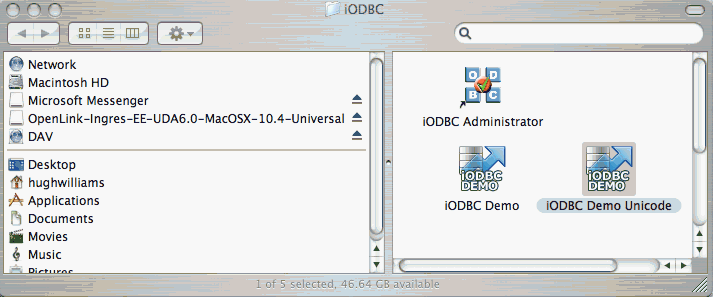 iODBC
Network
Macintosh HD
Microsoft Messenger
OpenLink-Ingres-EE-UDA6.0-MacOSX-10.4-Universal
DAV
Desktop
hughwilliams
Applications
Documents
Movies
Music
Pictures
O D
B C
iODBC Administrator
iODBC
DEMO
iODBC Demo
iODBC
DEMO
iODBC Demo Unicode
1 of 5 selected, 46.64 GB available